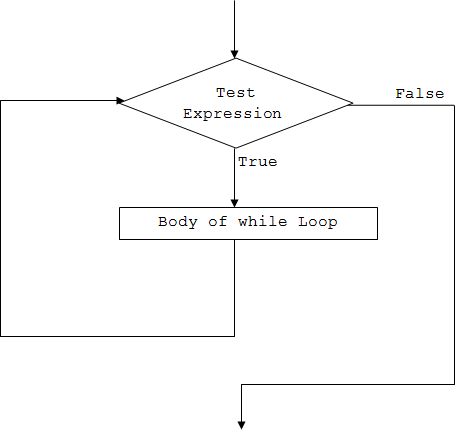 Test
Expression
False
True
Body of while Loop